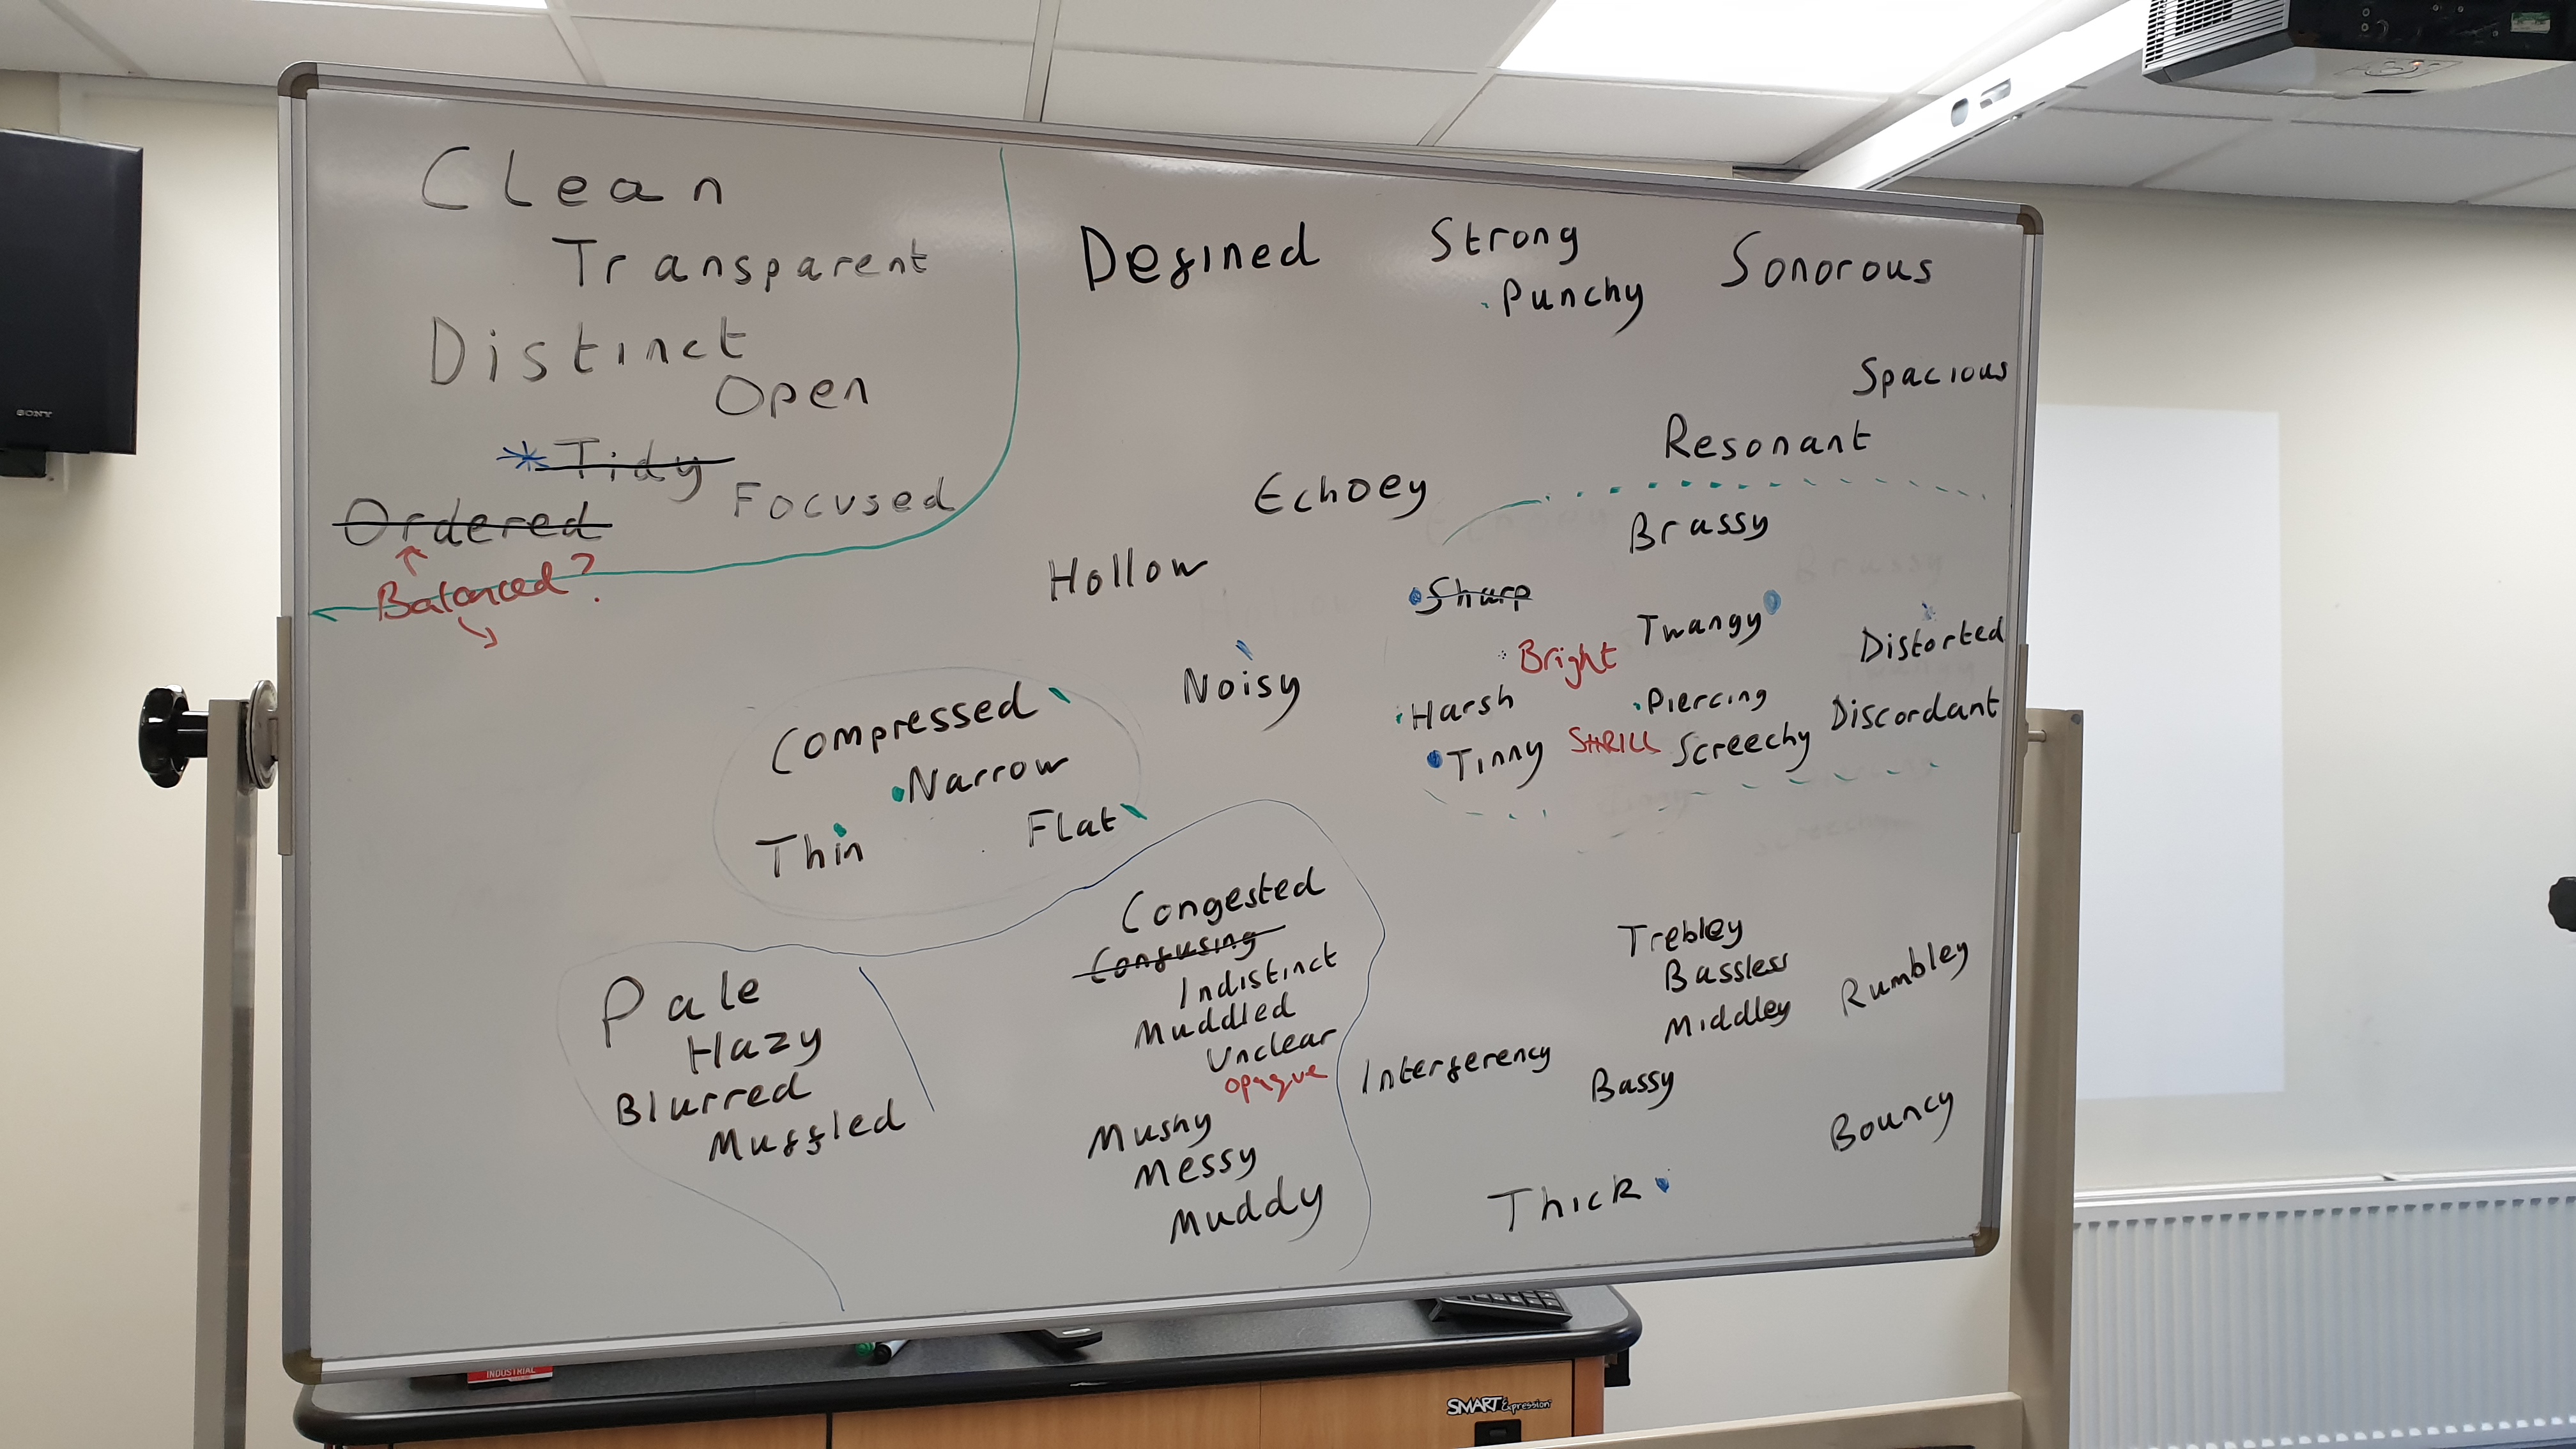 Clean
Transparent
Distinct
Open
Tidy
Focused
Ordered
Balanced?
Defined
Strong
Punchy
Sonorous
Spacious
Resonant
Echoey
Hollow
Noisy
Brassy
Sharp
Twangy
Bright
Distorted
Harsh
Piercing
Discordant
Tinny
SHRILL
Screechy
Compressed
Narrow
Thin
Flat
Congested
Confusing
Indistinct
Muddled
Unclear
opaque
Mushy
Messy
Muddy
Pale
Hazy
Blurred
Muffled
Trebley
Bassless
Middley
Rumbley
Interferency
Bassy
Bouncy
Thick
SONY
INDUSTRIAL
SMART Expression